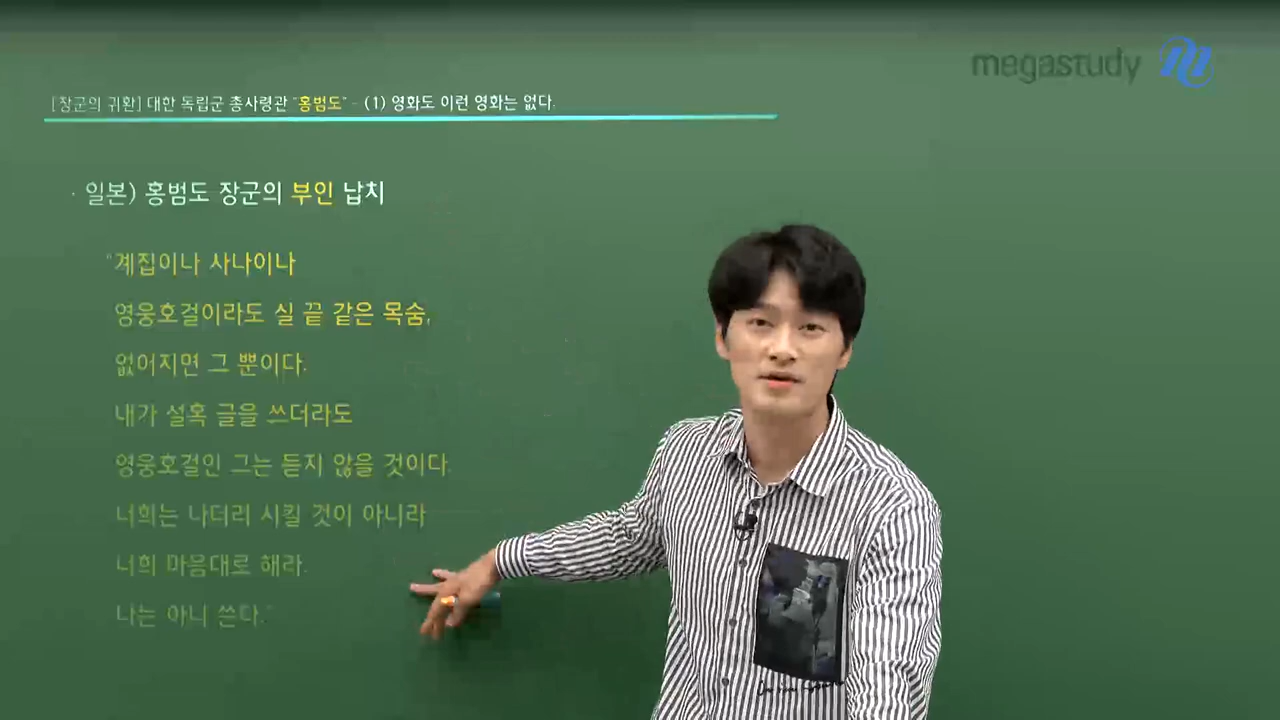 megastudy
[장군의 귀환] 대한 독립군 총사령관 "홍범도" - (1) 영화도 이런 영화는 없다.
· 일본) 홍범도 장군의 부인 납치
"계집이나 사나이나
영웅호걸이라도 실 끝 같은 목숨,
없어지면 그 뿐이다.
내가 설혹 글을 쓰더라도
영웅호걸인 그는 듣지 않을 것이다.
너희는 나더러 시킬 것이 아니라
너희 마음대로 해라.
나는 아니 쓴다."